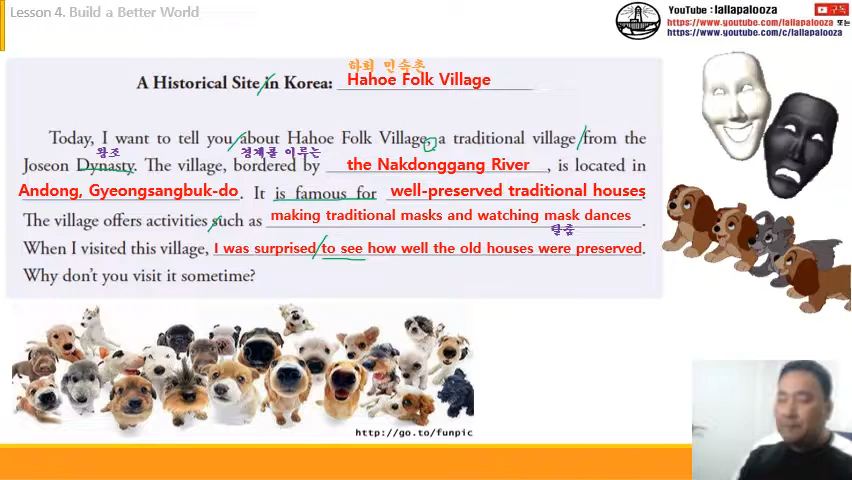 Lesson 4. Build a Better World
YouTube : lallapalooza 구독
https://www.youtube.com/lallapalooza 또는
https://www.youtube.com/c/lallapalooza
하회 민속촌
A Historical Site in Korea: Hahoe Folk Village
Today, I want to tell you about Hahoe Folk Village, a traditional village from the
왕조 경계를 이루는
Joseon Dynasty. The village, bordered by the Nakdonggang River, is located in
Andong, Gyeongsangbuk-do. It is famous for well-preserved traditional houses.
The village offers activities such as making traditional masks and watching mask dances.
탈춤
When I visited this village, I was surprised to see how well the old houses were preserved.
Why don't you visit it sometime?
http://go.to/funpic